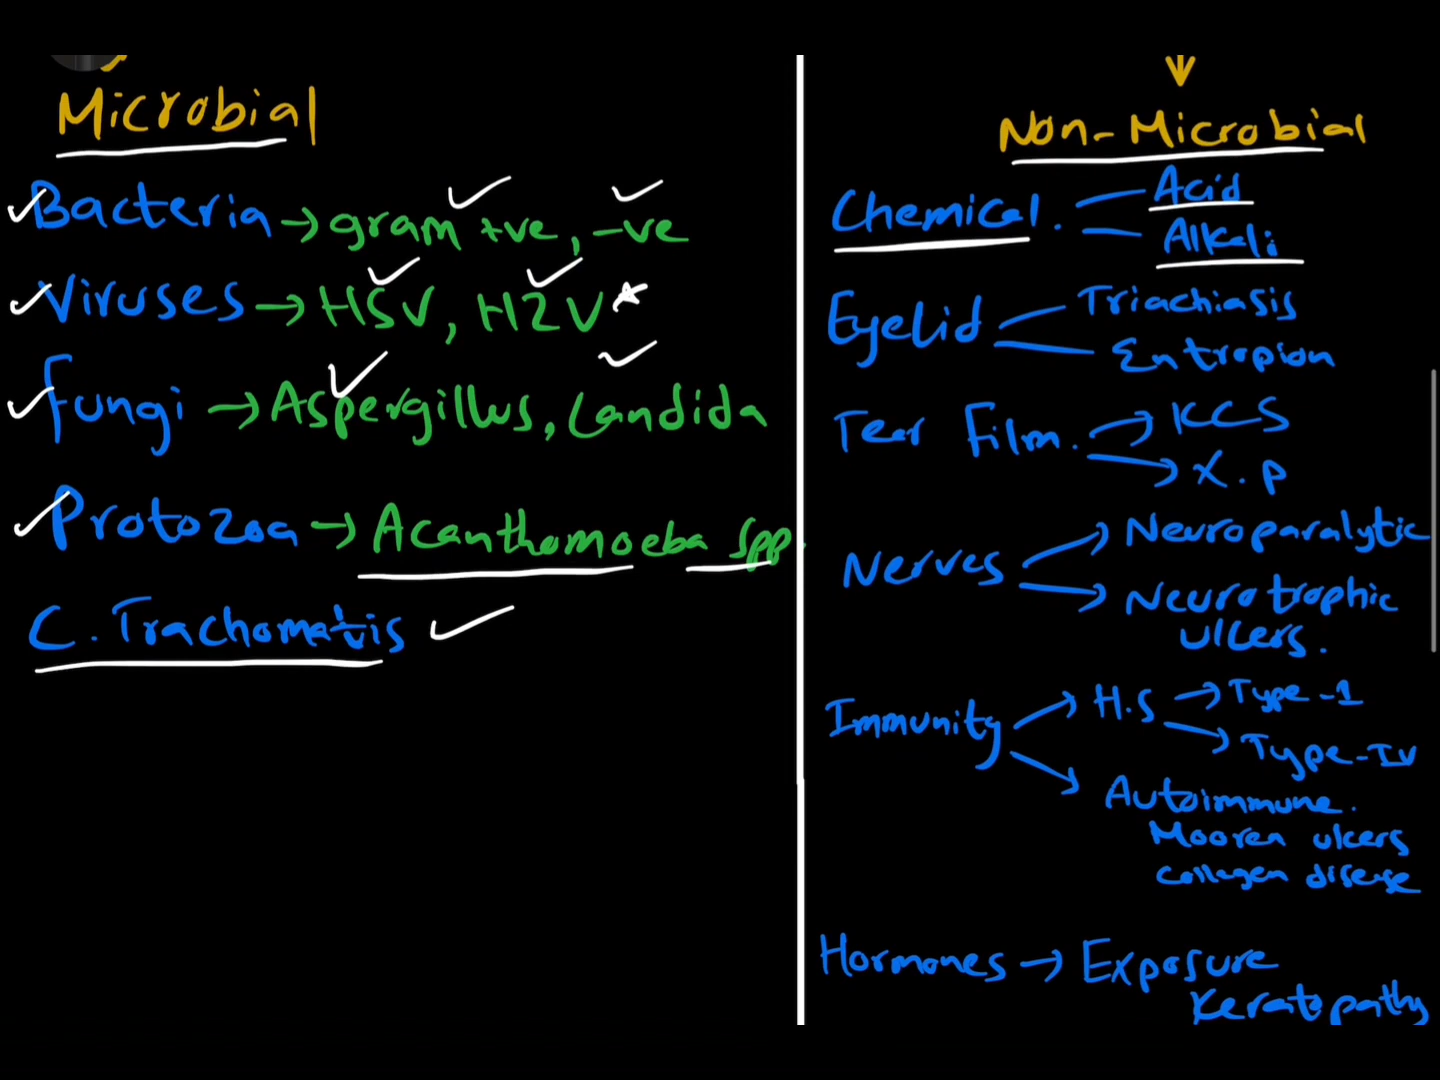 Microbial
Bacteria → gram +ve, -ve
Viruses → HSV, HZV*
Fungi → Aspergillus, Candida
Protozoa → Acanthomoeba Spp.
C. Trachomatis
Non-Microbial
Chemical. Acid
Alkali
Eyelid Triachiasis
Entropion
Tear Film. → KCS
→ X.P
Nerves → Neuroparalytic
→ Neurotrophic
ulcers.
Immunity → H.S → Type-1
→ Type-IV
→ Autoimmune.
Mooren ulcers
Collagen disease
Hormones → Exposure
Keratopathy